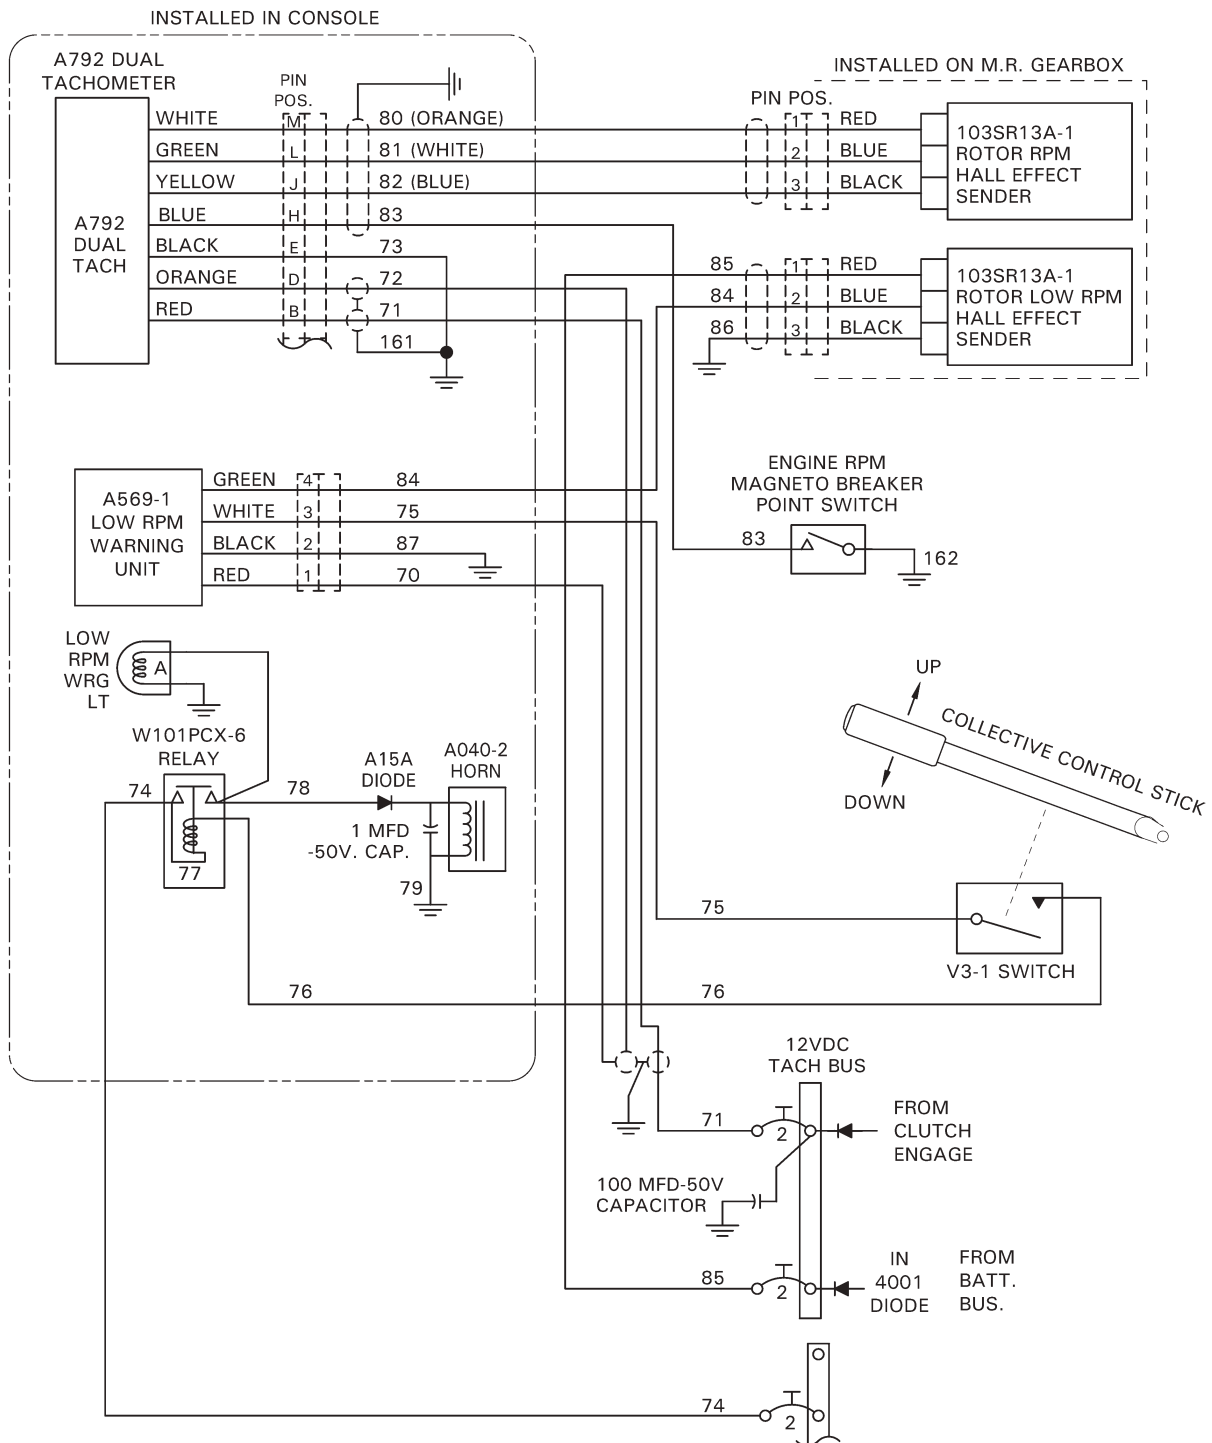 INSTALLED IN CONSOLE
A792 DUAL
TACHOMETER
PIN
POS.
A792
DUAL
TACH
WHITE M 80 (ORANGE)
GREEN L 81 (WHITE)
YELLOW J 82 (BLUE)
BLUE H 83
BLACK E 73
ORANGE D 72
RED B 71
161
INSTALLED ON M.R. GEARBOX
PIN POS.
1 RED
2 BLUE
3 BLACK
103SR13A-1
ROTOR RPM
HALL EFFECT
SENDER
85 1 RED
84 2 BLUE
86 3 BLACK
103SR13A-1
ROTOR LOW RPM
HALL EFFECT
SENDER
A569-1
LOW RPM
WARNING
UNIT
GREEN 4 84
WHITE 3 75
BLACK 2 87
RED 1 70
ENGINE RPM
MAGNETO BREAKER
POINT SWITCH
83
162
LOW
RPM
WRG
LT
A
W101PCX-6
RELAY
74
77
78
A15A
DIODE
A040-2
HORN
1 MFD
-50V. CAP.
79
UP
DOWN
COLLECTIVE CONTROL STICK
75
V3-1 SWITCH
76
76
12VDC
TACH BUS
71
2
FROM
CLUTCH
ENGAGE
100 MFD-50V
CAPACITOR
85
2
IN
4001
DIODE
FROM
BATT.
BUS.
74
2